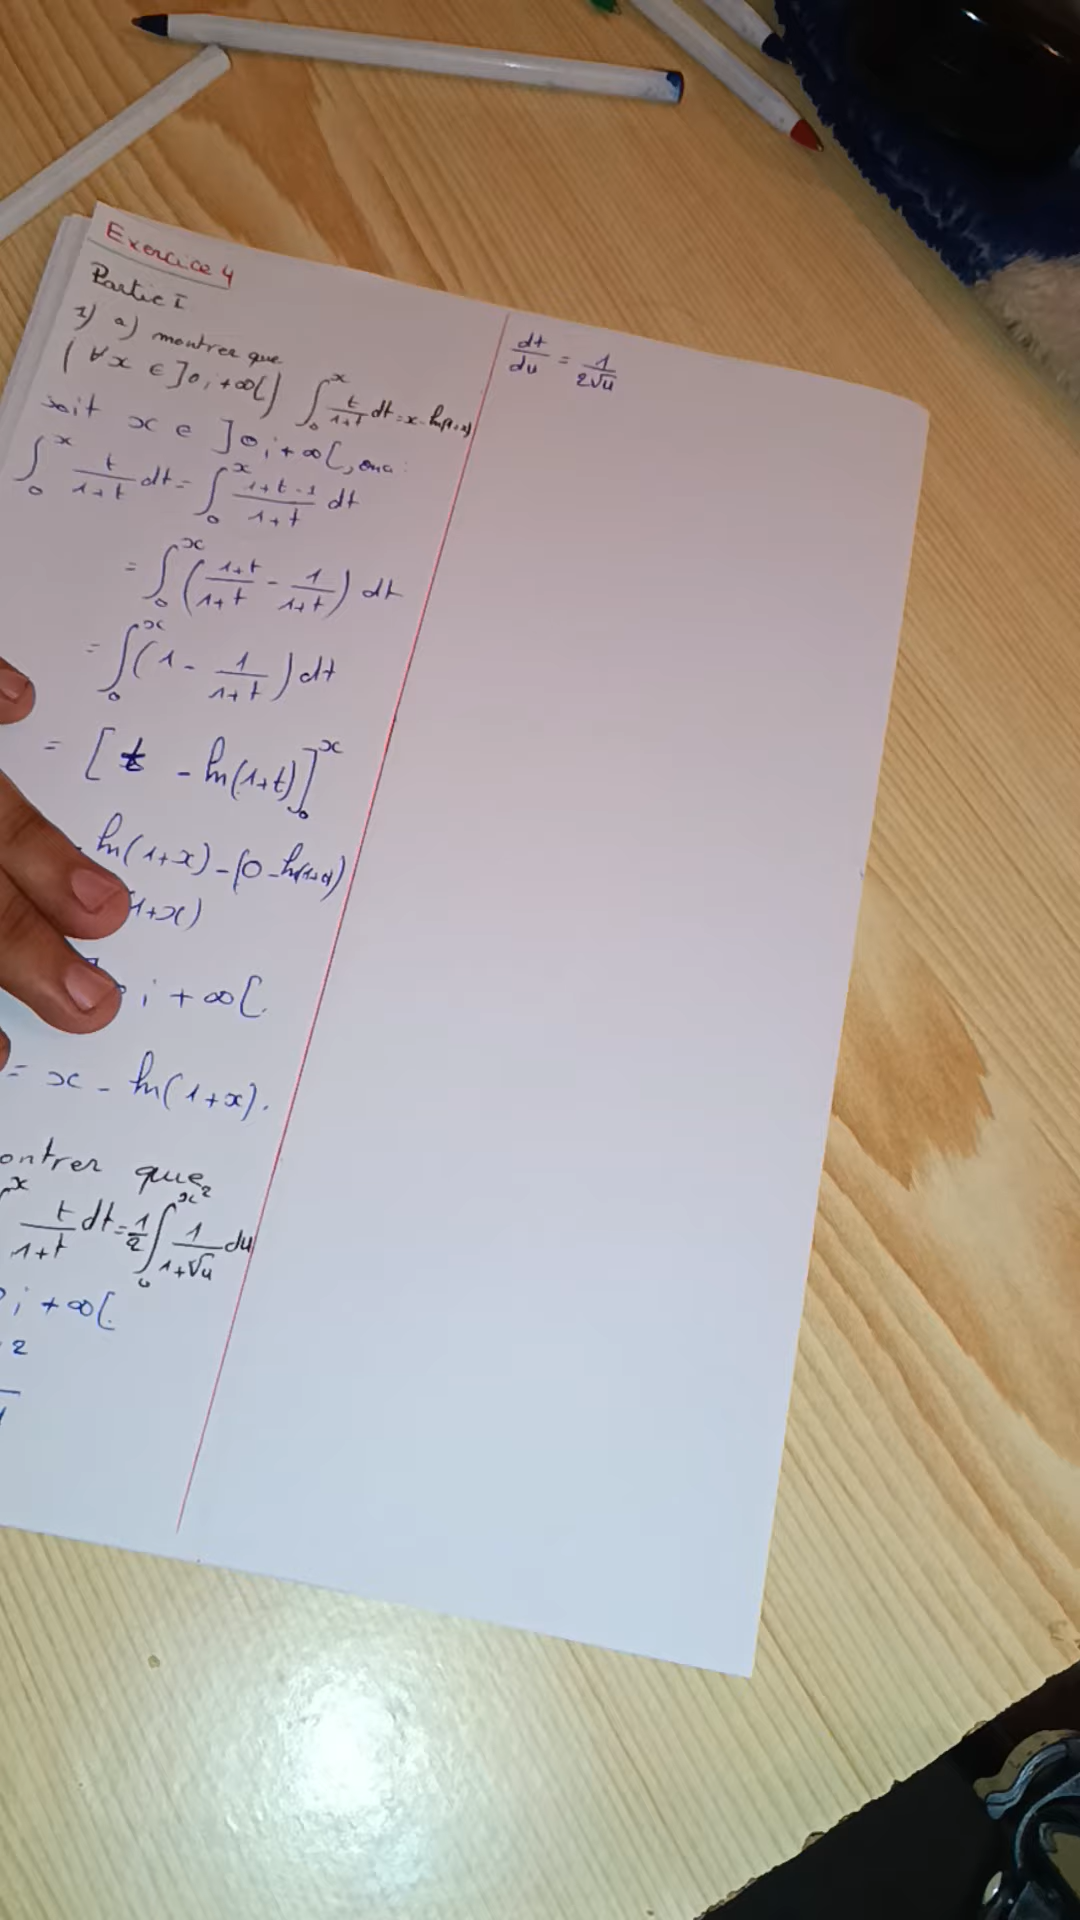 Exercice 4
Partie I
1) a) montrer que
(∀x ∈ ]0;+∞[) ∫₀ˣ t/(1+t) dt = x - ln(1+x)
soit x ∈ ]0;+∞[, on a:
∫₀ˣ t/(1+t) dt = ∫₀ˣ (1+t-1)/(1+t) dt
= ∫₀ˣ ((1+t)/(1+t) - 1/(1+t)) dt
= ∫₀ˣ (1 - 1/(1+t)) dt
= [t - ln(1+t)]₀ˣ
ln(1+x) - (0 - ln(1+0))
1+x)
; +∞[.
= x - ln(1+x).
ontrer que
x t/(1+t) dt = 1/2 ∫₀^(x²) 1/(1+√u) du
; +∞[.
2
dt/du = 1/(2√u)